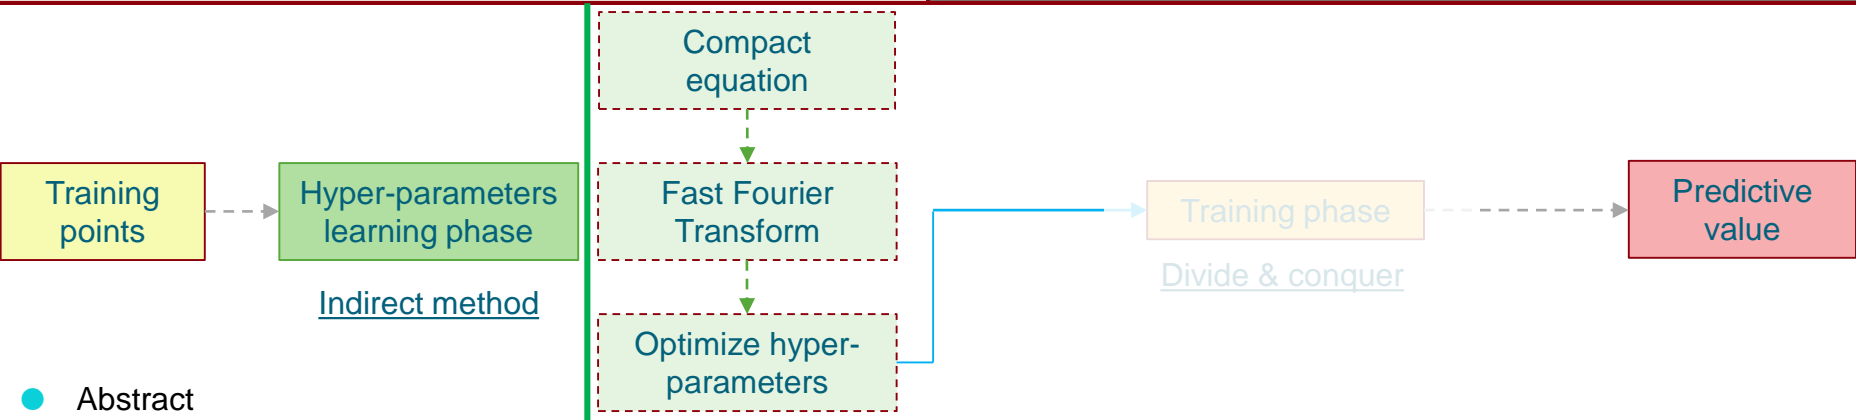 Compact
equation
Training
points
Hyper-parameters
learning phase
Indirect method
Fast Fourier
Transform
Optimize hyper-
parameters
Training phase
Divide & conquer
Predictive
value
Abstract